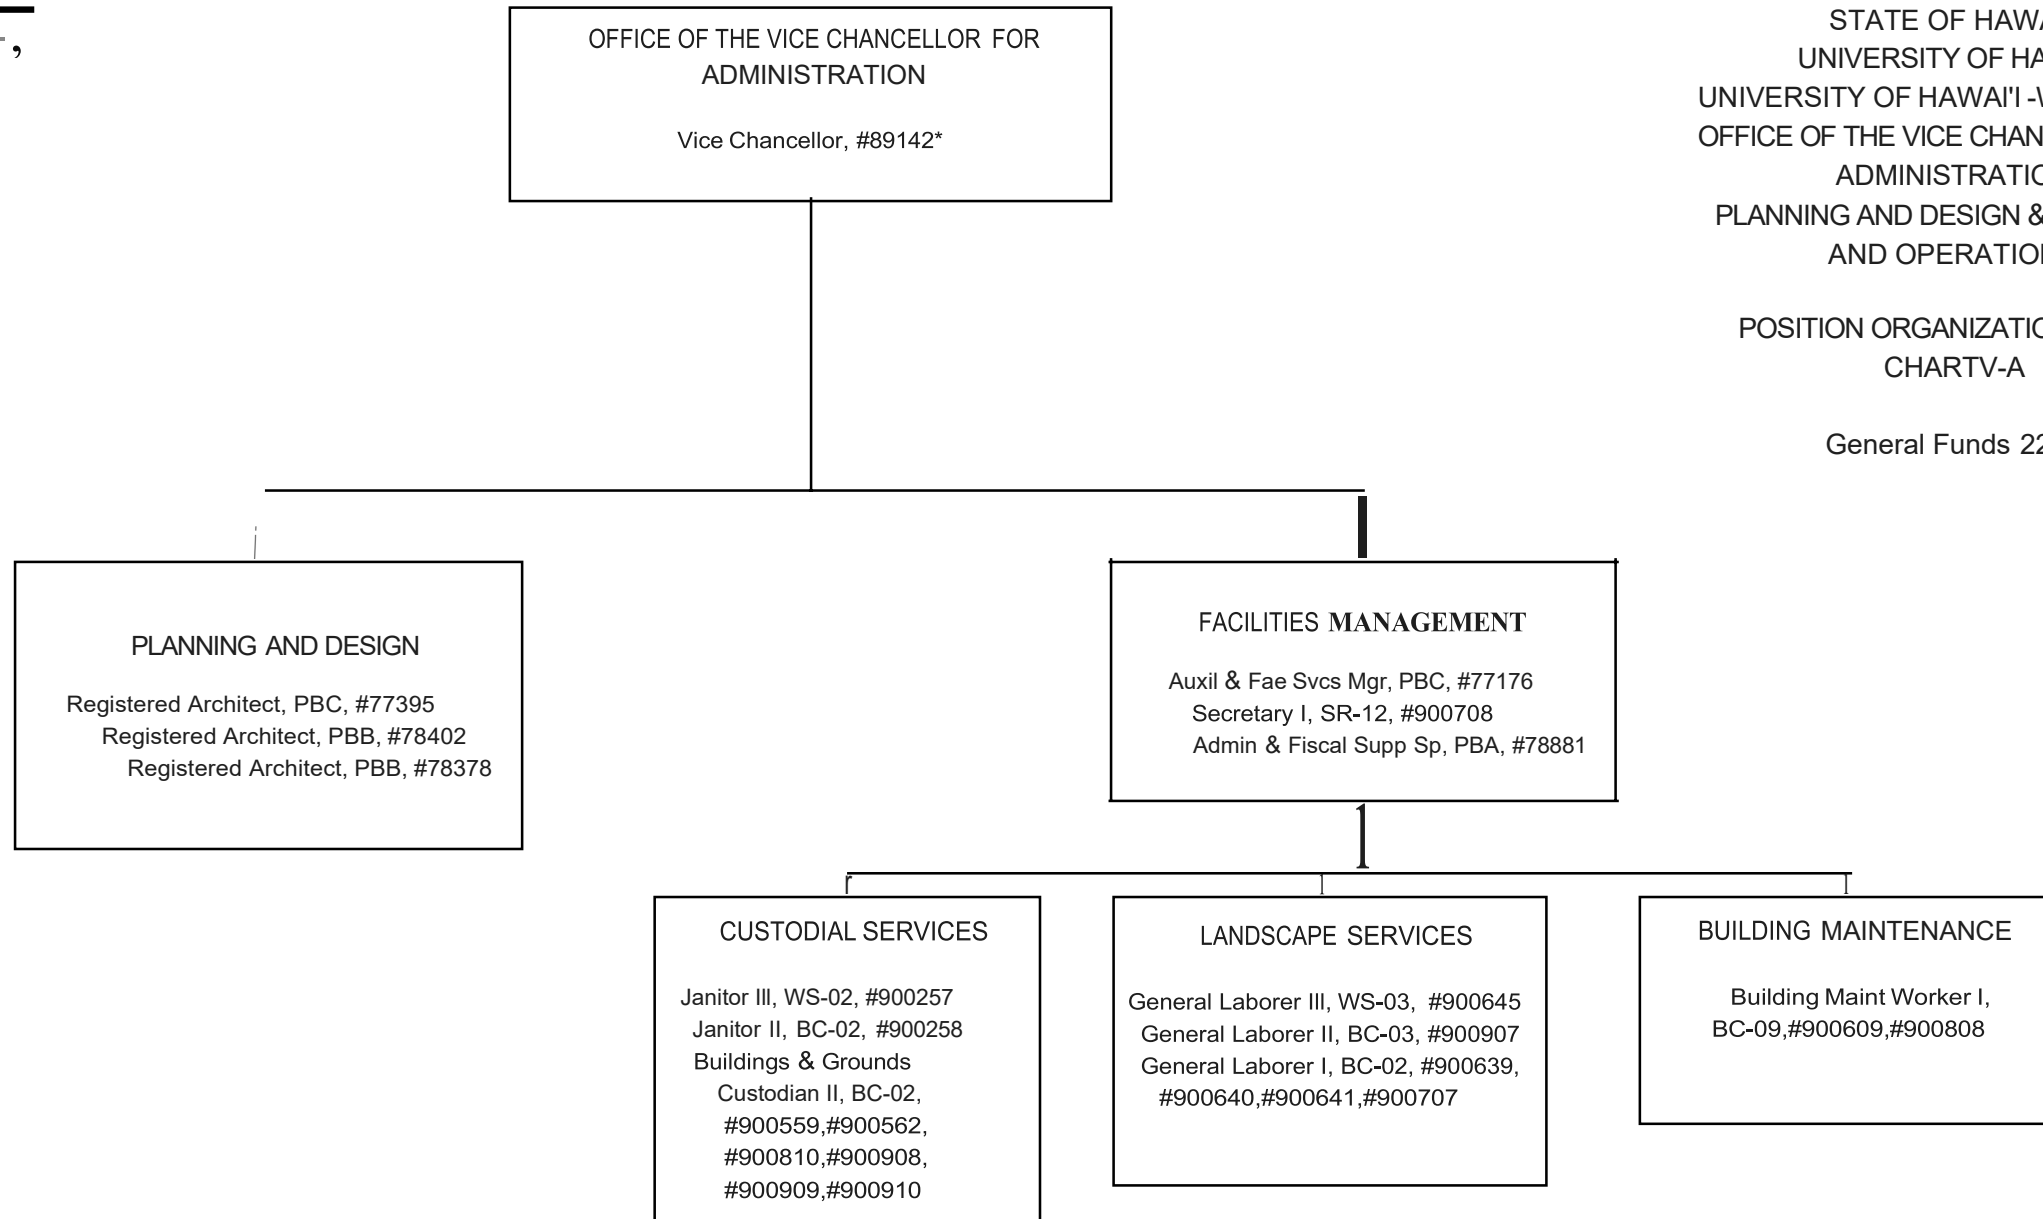 OFFICE OF THE VICE CHANCELLOR FOR
ADMINISTRATION
Vice Chancellor, #89142*
STATE OF
UNIVERSITY OF
UNIVERSITY OF HAWAI'I
OFFICE OF THE VICE
PLANNING AND DESIGN &
AND
POSITION
CHARTV-A
General Funds
PLANNING AND DESIGN
Registered Architect, PBC, #77395
Registered Architect, PBB, #78402
Registered Architect, PBB, #78378
FACILITIES MANAGEMENT
Auxil & Fae Svcs Mgr, PBC, #77176
Secretary I, SR-12, #900708
Admin & Fiscal Supp Sp, PBA, #78881
CUSTODIAL SERVICES
Janitor III, WS-02, #900257
Janitor II, BC-02, #900258
Buildings & Grounds
Custodian II, BC-02,
#900559,#900562,
#900810,#900908,
#900909,#900910
LANDSCAPE SERVICES
General Laborer III, WS-03, #900645
General Laborer II, BC-03, #900907
General Laborer I, BC-02, #900639,
#900640,#900641,#900707
BUILDING MAINTENANCE
Building Maint Worker I,
BC-09,#900609,#900808